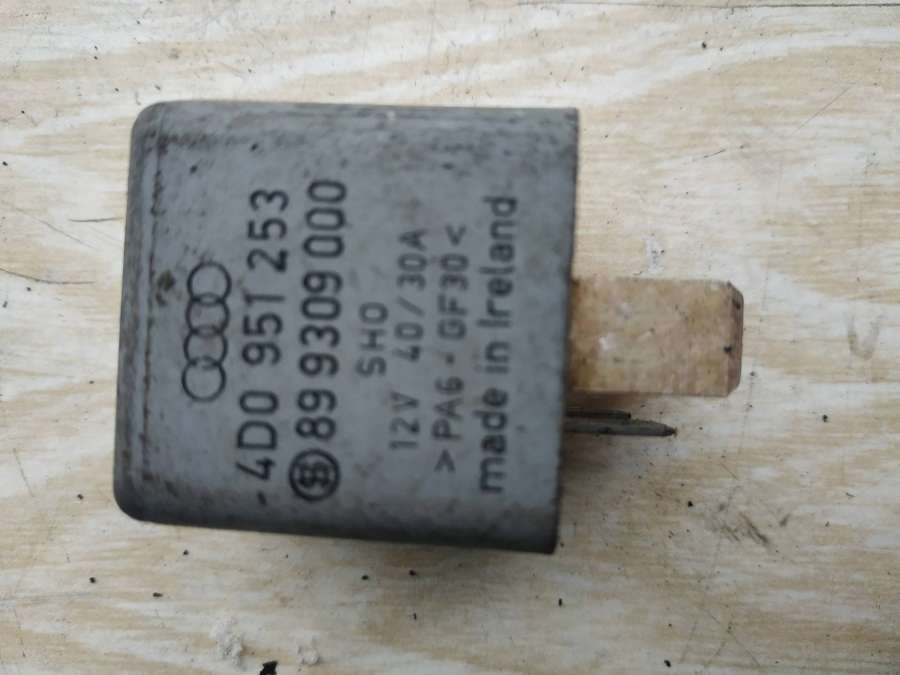 4D0 951 253
89 9309 000
SHO
12V 40/30A
>PA6-GF30<
made in Ireland